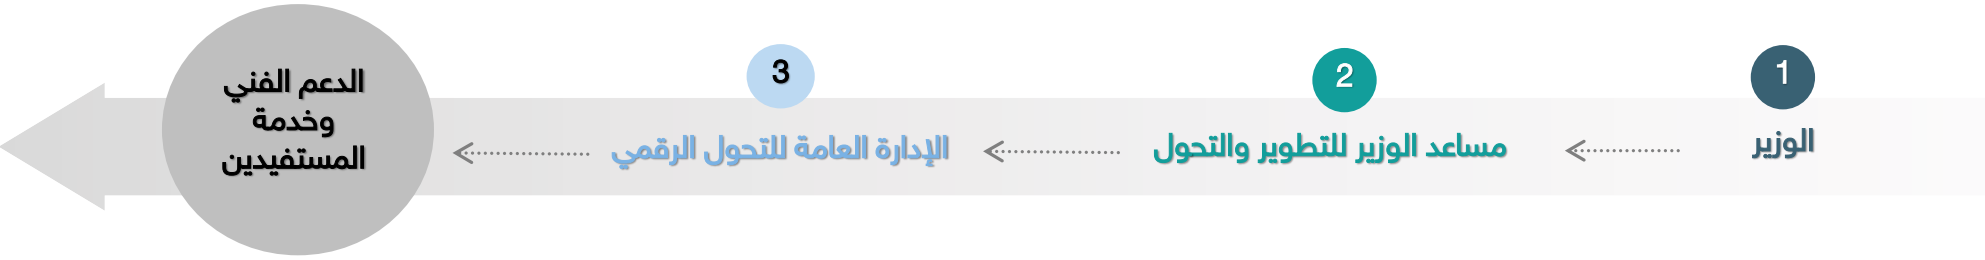 1
الوزير
2
مساعد الوزير للتطوير والتحول
3
الإدارة العامة للتحول الرقمي
الدعم الفني
وخدمة
المستفيدين